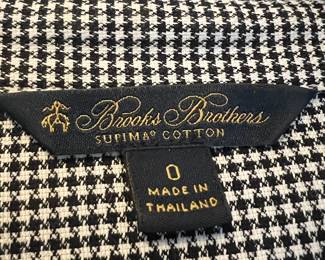 Brooks Brothers
SUPIMA® COTTON
0
MADE IN
THAILAND